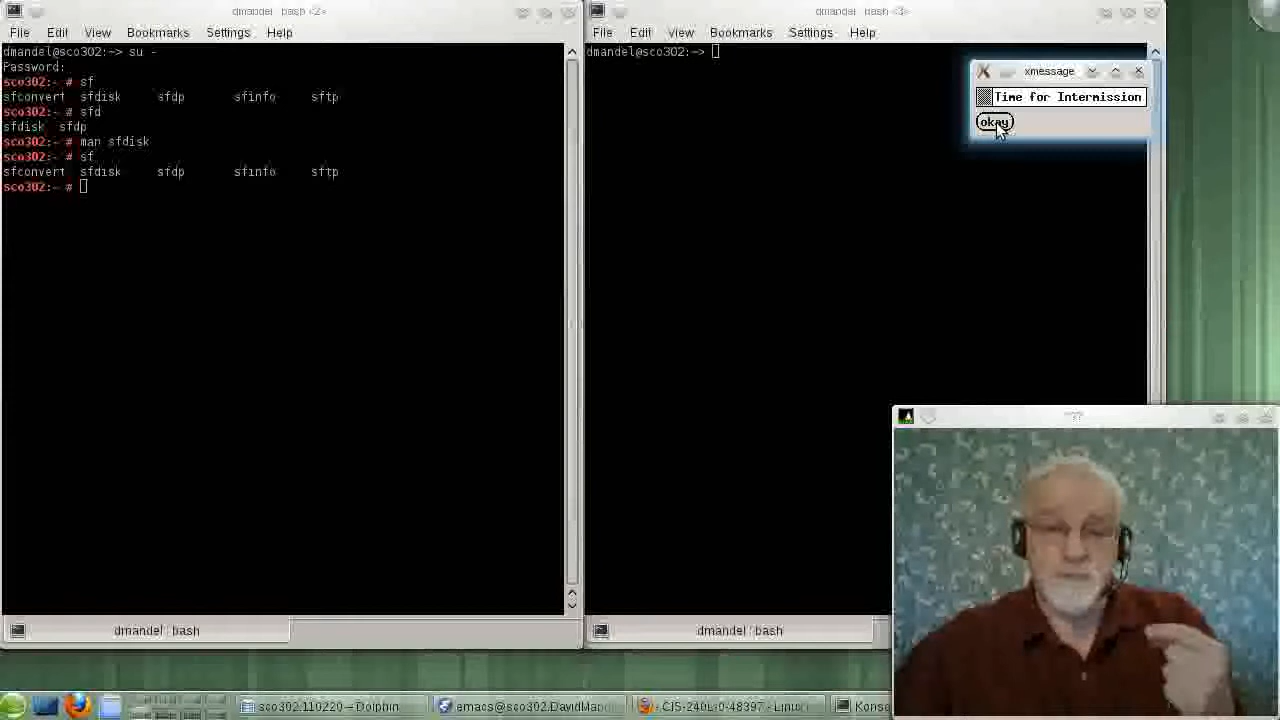 dmandel : bash <2>
File Edit View Bookmarks Settings Help
dmandel@sco302:~> su -
Password:
sco302:~ # sf
sfconvert sfdisk sfdp sfinfo sftp
sco302:~ # sfd
sfdisk sfdp
sco302:~ # man sfdisk
sco302:~ # sf
sfconvert sfdisk sfdp sfinfo sftp
sco302:~ #
dmandel : bash
dmandel : bash <3>
File Edit View Bookmarks Settings Help
dmandel@sco302:~>
xmessage
Time for Intermission
okay
dmandel : bash
sco302.110220 – Dolphin
emacs@sco302.DavidMan
CJS-240L-0-48397 - Linux
Kons